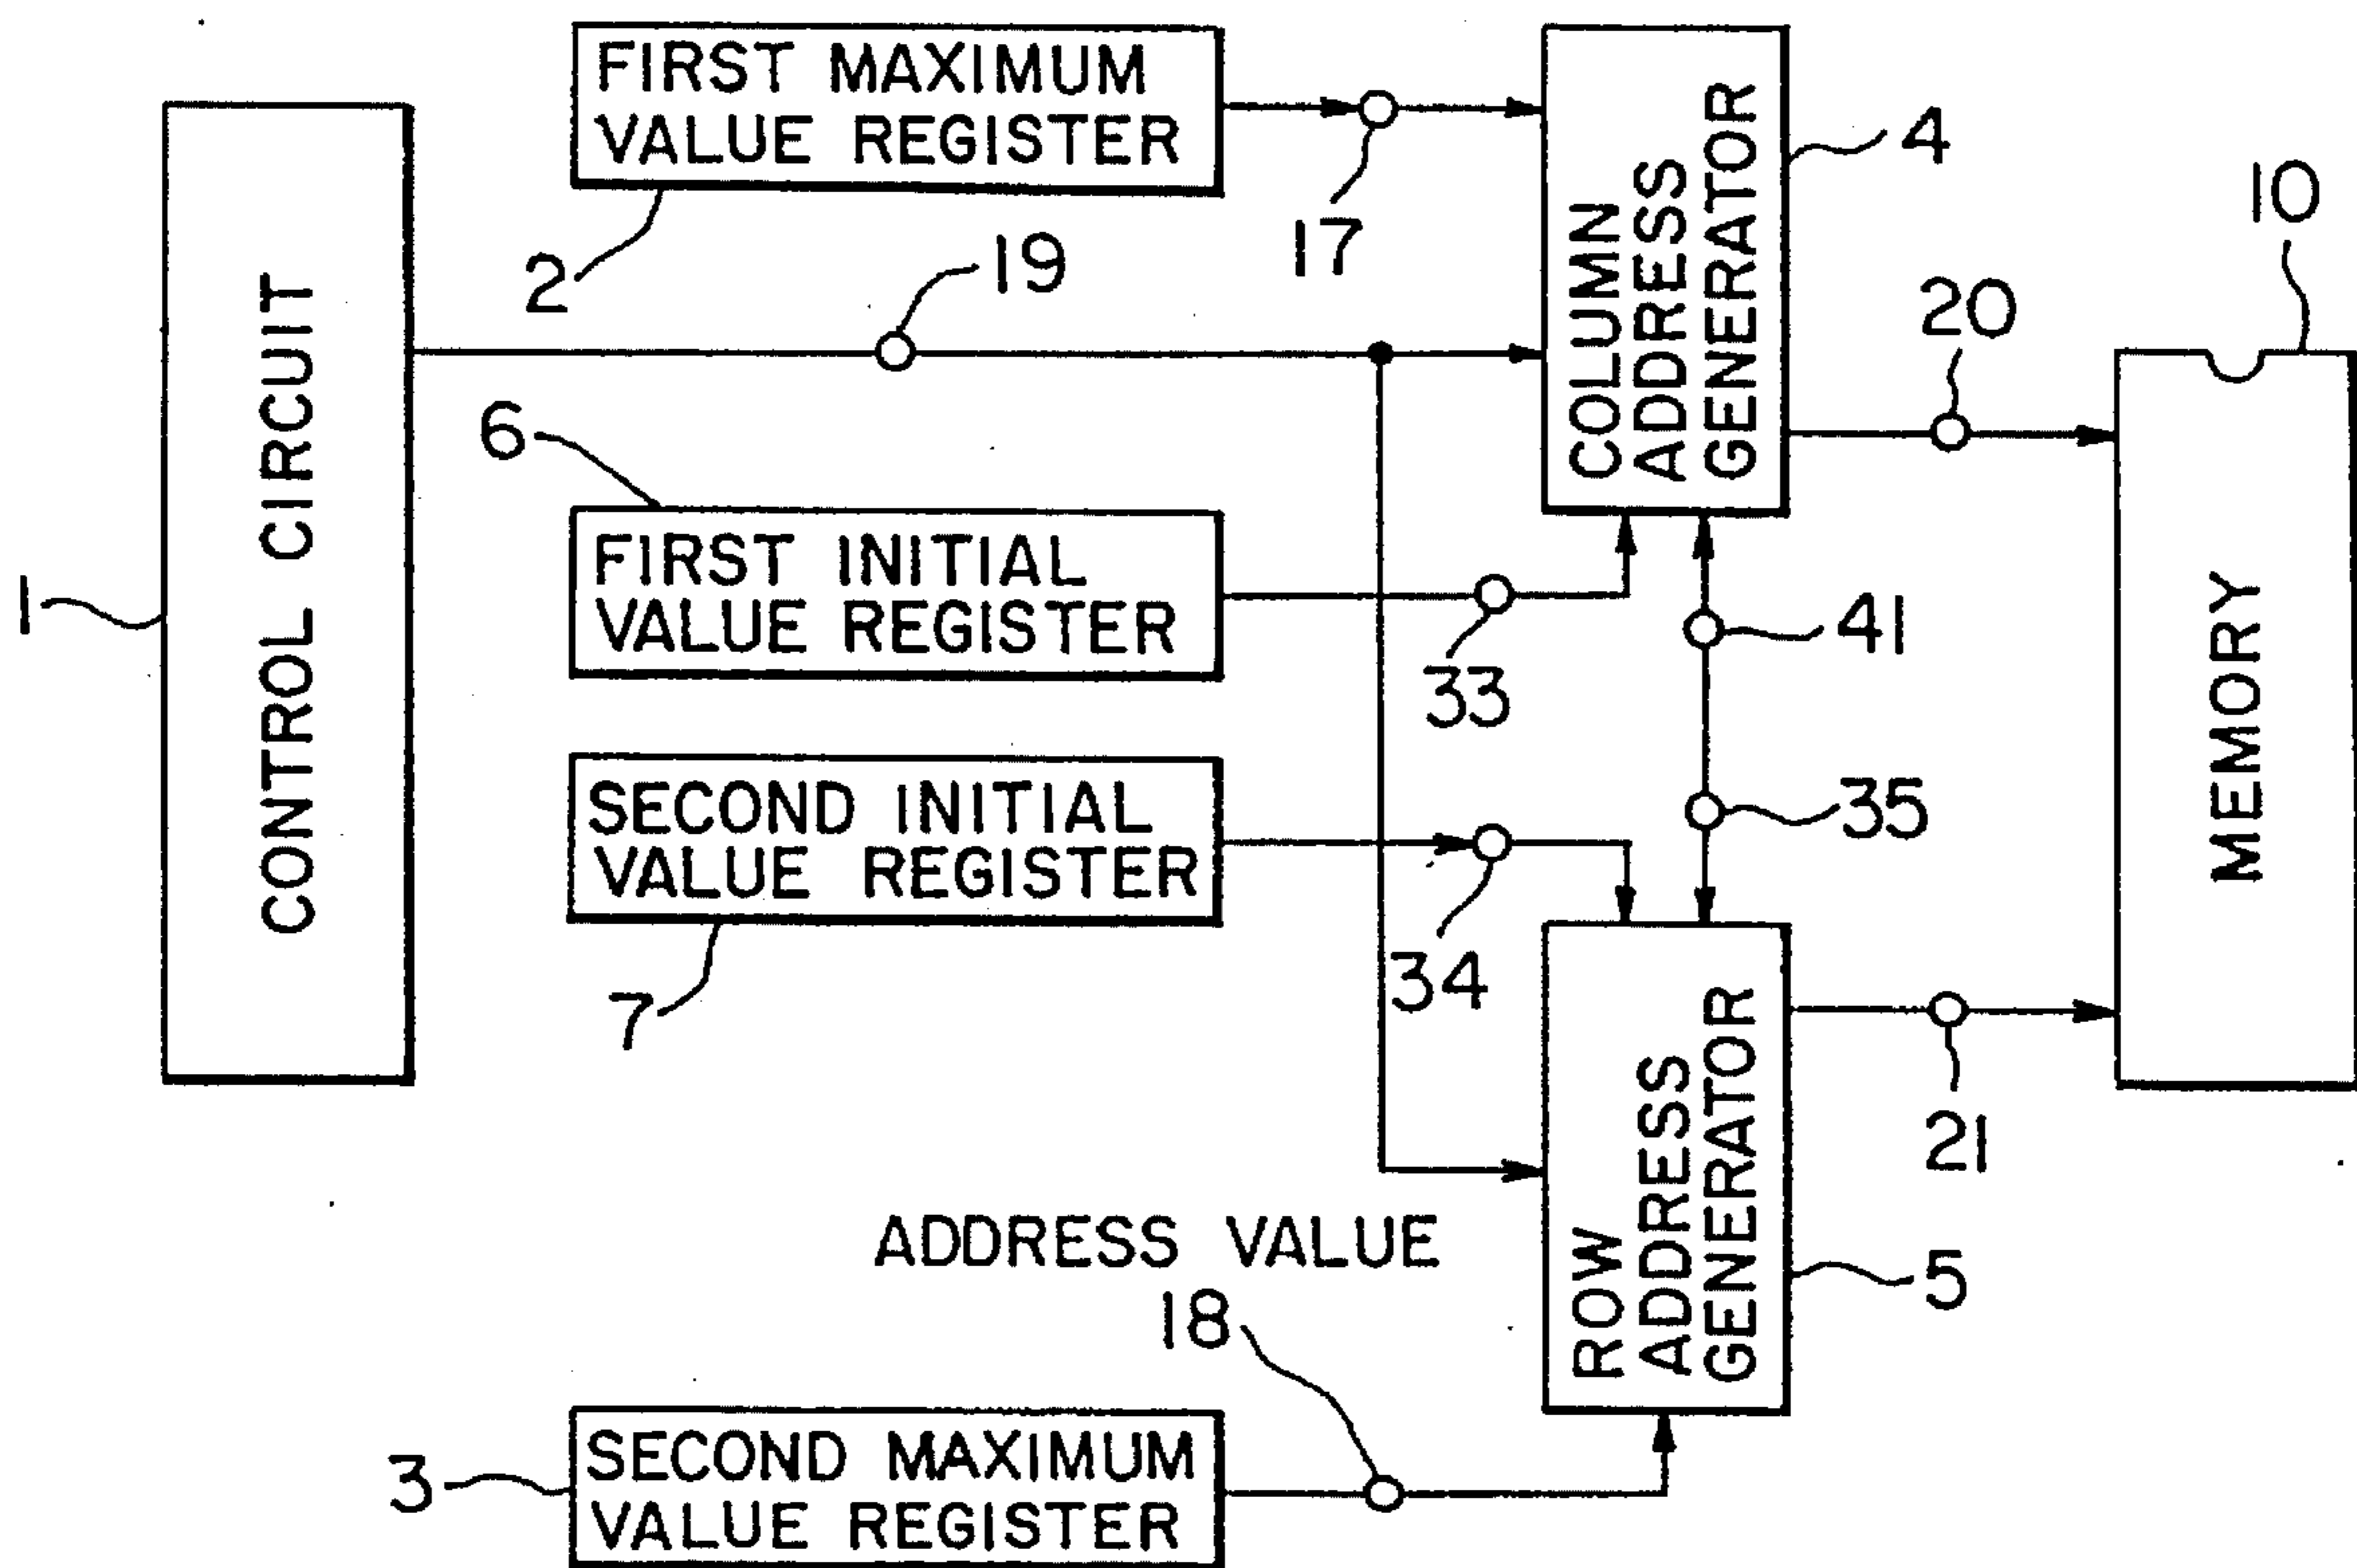 FIRST MAXIMUM
VALUE REGISTER
2
17
COLUMN
ADDRESS
GENERATOR
4
10
19
20
CONTROL CIRCUIT
1
6
FIRST INITIAL
VALUE REGISTER
33
41
MEMORY
SECOND INITIAL
VALUE REGISTER
7
34
35
21
ROW
ADDRESS
GENERATOR
5
ADDRESS VALUE
18
3
SECOND MAXIMUM
VALUE REGISTER